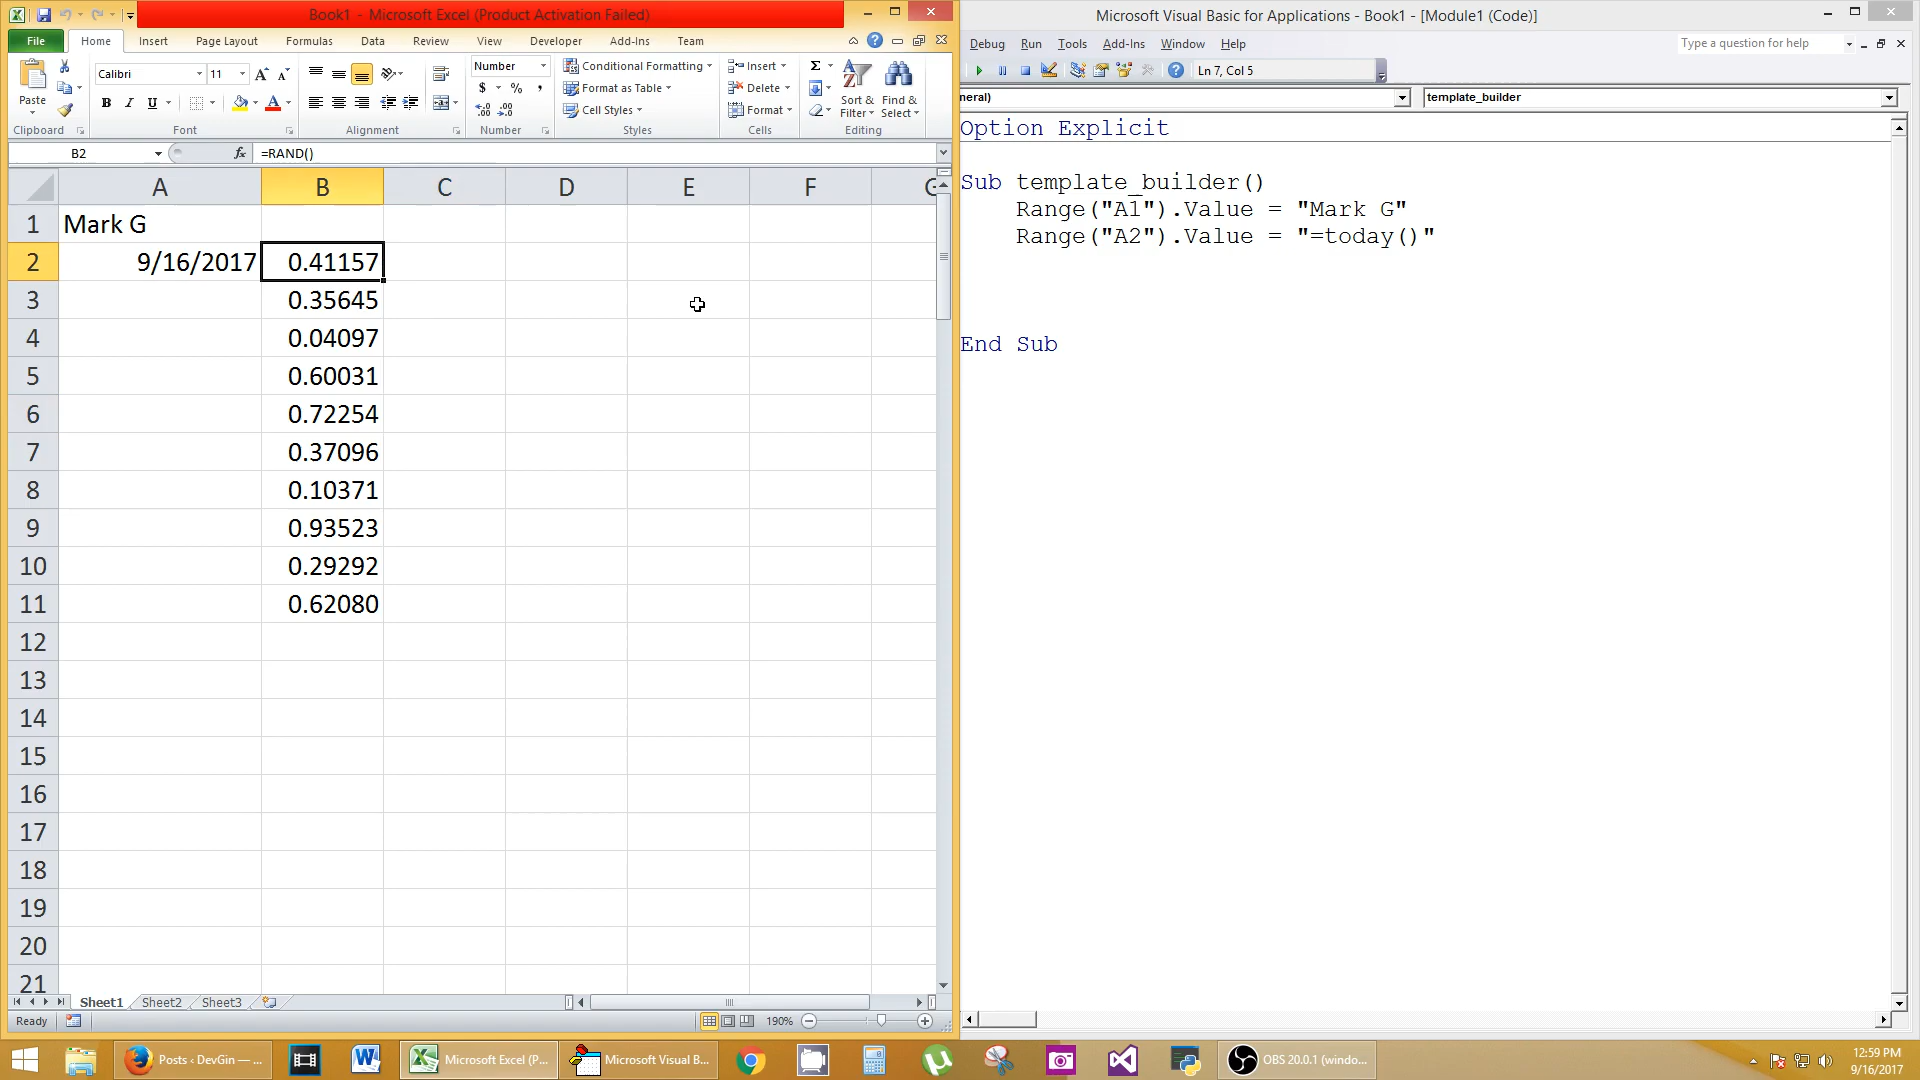 Book1 - Microsoft Excel (Product Activation Failed)
File Home Insert Page Layout Formulas Data Review View Developer Add-Ins Team
Paste
Calibri 11
B I U
Number
$ % ,
Conditional Formatting
Format as Table
Cell Styles
Insert
Delete
Format
Σ
Sort & Filter
Find & Select
Clipboard Font Alignment Number Styles Cells Editing
B2 fx =RAND()
A B C D E F G
1 Mark G
2 9/16/2017 0.41157
3 0.35645
4 0.04097
5 0.60031
6 0.72254
7 0.37096
8 0.10371
9 0.93523
10 0.29292
11 0.62080
12
13
14
15
16
17
18
19
20
21
Sheet1 Sheet2 Sheet3
Ready 190%
Microsoft Visual Basic for Applications - Book1 - [Module1 (Code)]
Debug Run Tools Add-Ins Window Help
Type a question for help
Ln 7, Col 5
neral) template_builder
Option Explicit
Sub template_builder()
Range("A1").Value = "Mark G"
Range("A2").Value = "=today()"
End Sub
Posts ‹ DevGin — ...
Microsoft Excel (P...
Microsoft Visual B...
OBS 20.0.1 (windo...
12:59 PM
9/16/2017